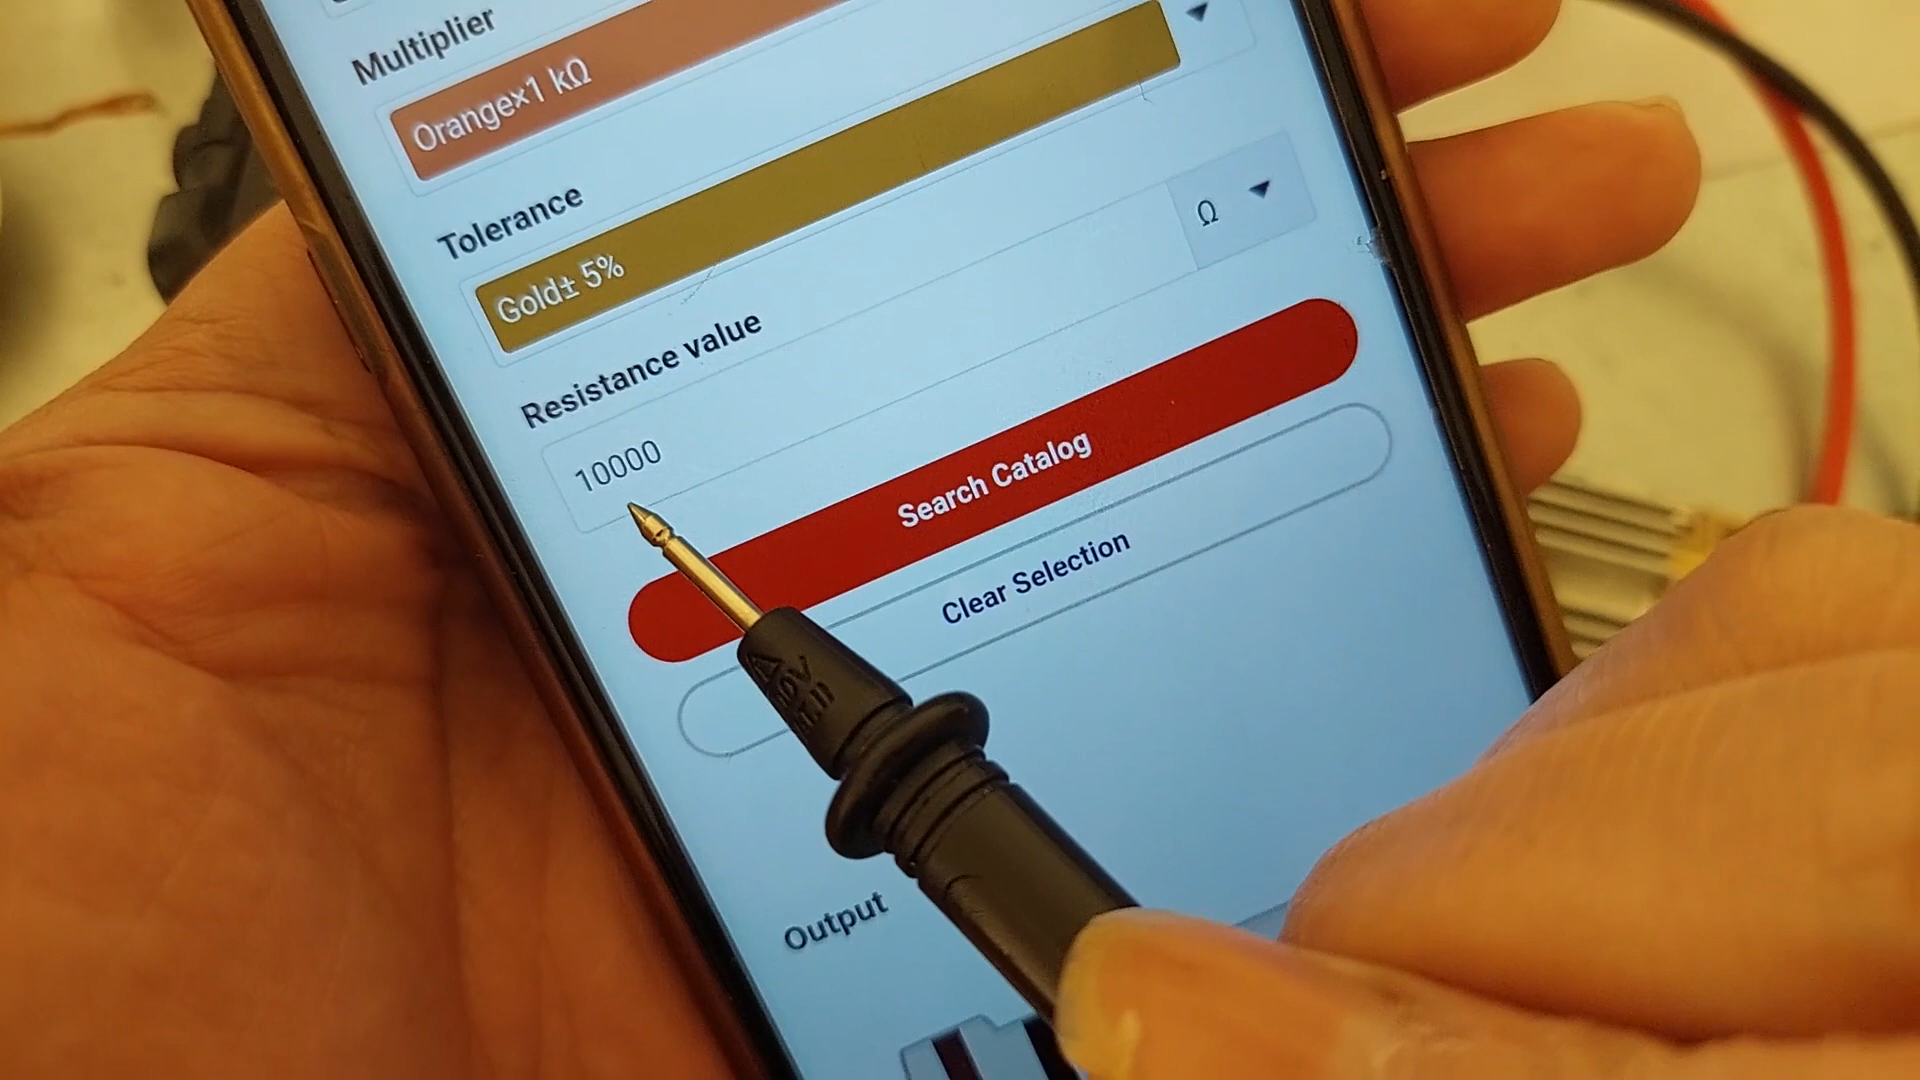 Multiplier
Orange×1 kΩ
Tolerance
Gold± 5%
Resistance value
10000
Ω
Search Catalog
Clear Selection
Output